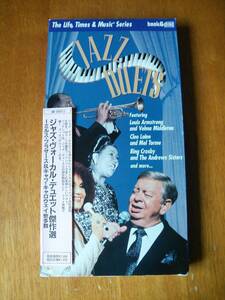 The Life, Times & Music® Series
book&disc
JAZZ
DUETS
Featuring
Louis Armstrong
and Velma Middleton
Cleo Laine
and Mel Torme
Bing Crosby
and The Andrews Sisters
and more...
ジャズ・ヴォーカル・デュエット傑作選